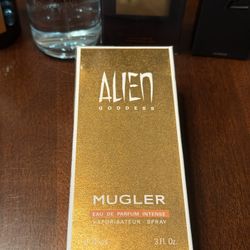 ALIEN
GODDESS
MUGLER
EAU DE PARFUM INTENSE
VAPORISATEUR SPRAY
3 fl. oz.